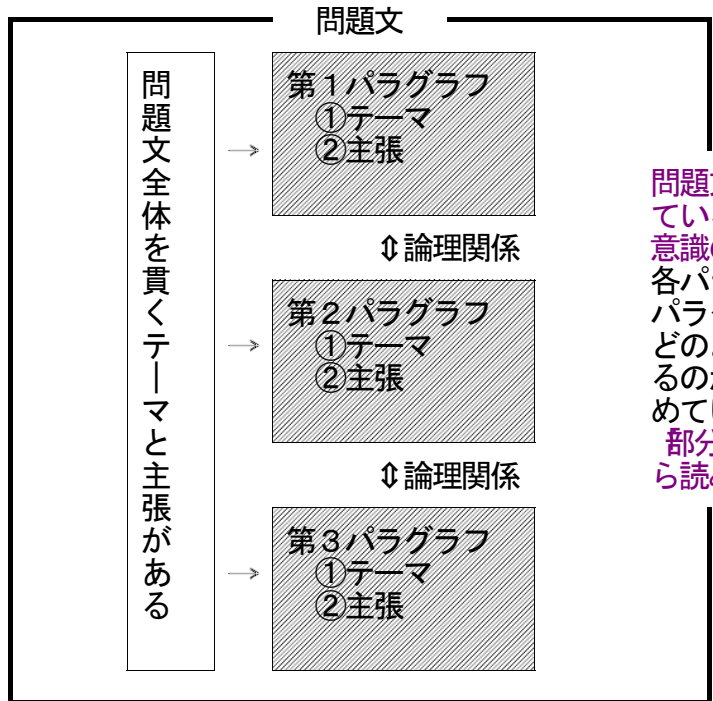 問題文
問題文全体を貫くテーマと主張がある
→
第1パラグラフ
①テーマ
②主張
⇕論理関係
→
第2パラグラフ
①テーマ
②主張
⇕論理関係
→
第3パラグラフ
①テーマ
②主張
問題
てい
意識
各パ
パラ
どの
るのか
めて
部分
ら読